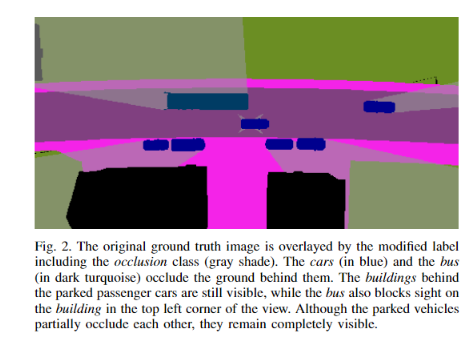 Fig. 2. The original ground truth image is overlayed by the modified label
including the occlusion class (gray shade). The cars (in blue) and the bus
(in dark turquoise) occlude the ground behind them. The buildings behind
the parked passenger cars are still visible, while the bus also blocks sight on
the building in the top left corner of the view. Although the parked vehicles
partially occlude each other, they remain completely visible.